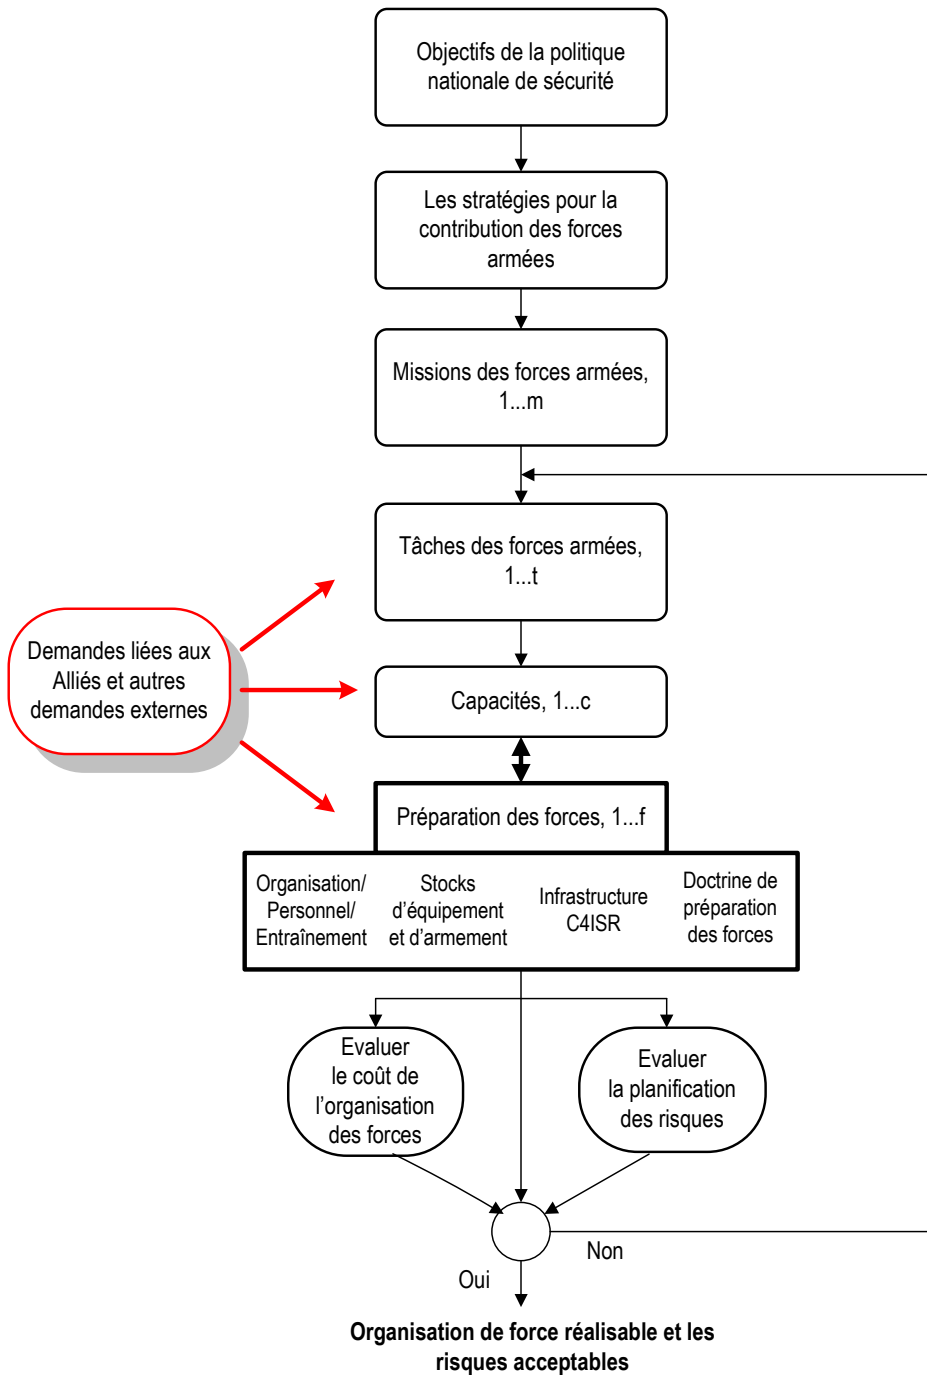 Objectifs de la politique
nationale de sécurité
Les stratégies pour la
contribution des forces
armées
Missions des forces armées,
1...m
Tâches des forces armées,
1...t
Demandes liées aux
Alliés et autres
demandes externes
Capacités, 1...c
Préparation des forces, 1...f
Organisation/
Personnel/
Entraînement
Stocks
d’équipement
et d’armement
Infrastructure
C4ISR
Doctrine de
préparation
des forces
Evaluer
le coût de
l’organisation
des forces
Evaluer
la planification
des risques
Non
Oui
Organisation de force réalisable et les
risques acceptables